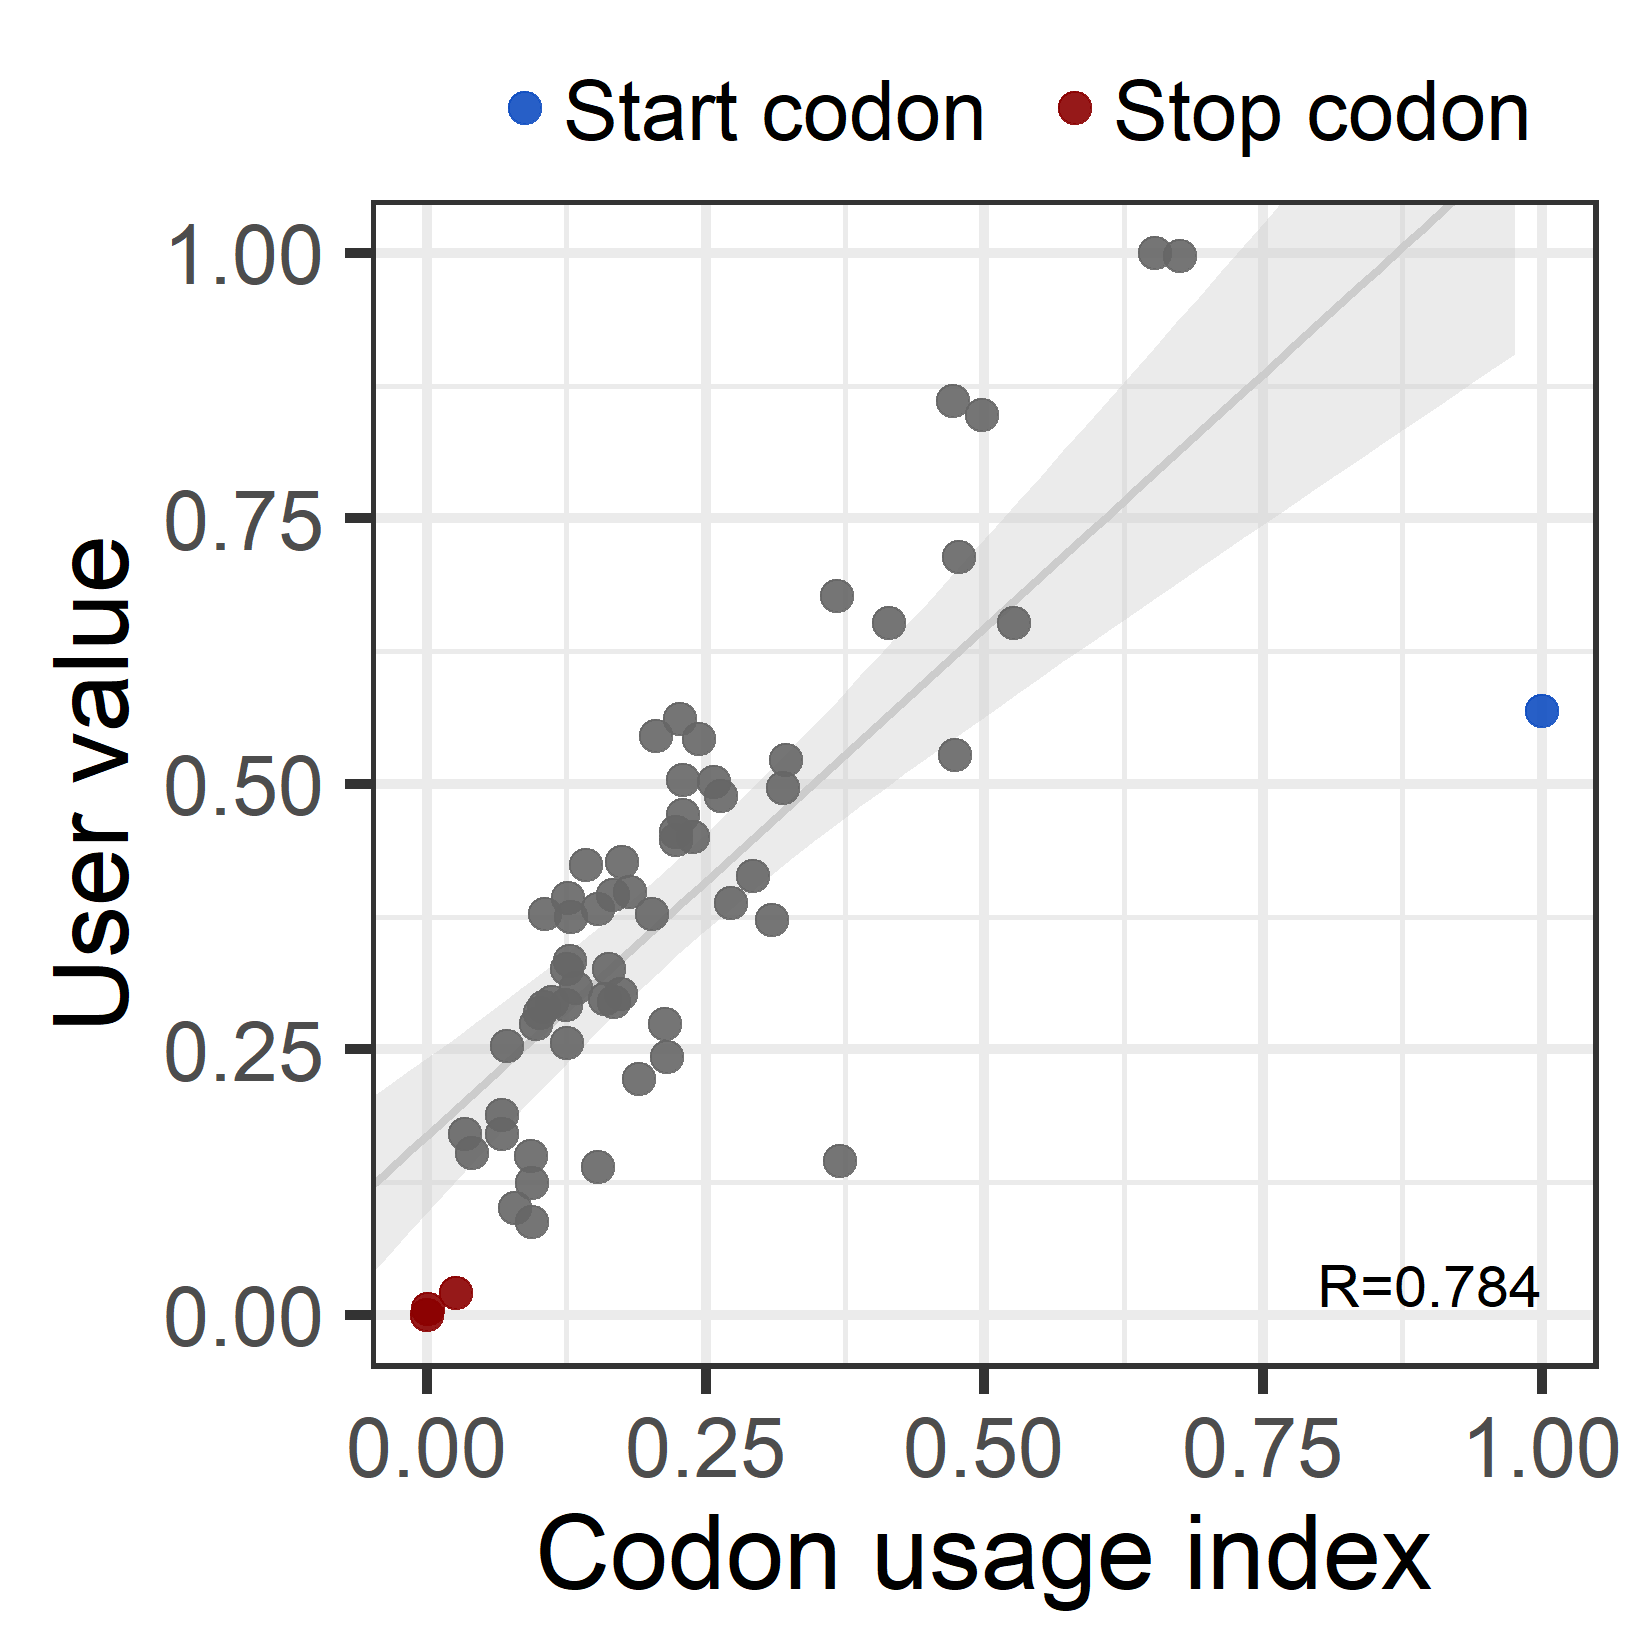 Start codon Stop codon
1.00
0.75
0.50
0.25
0.00
User value
R=0.784
0.00 0.25 0.50 0.75 1.00
Codon usage index